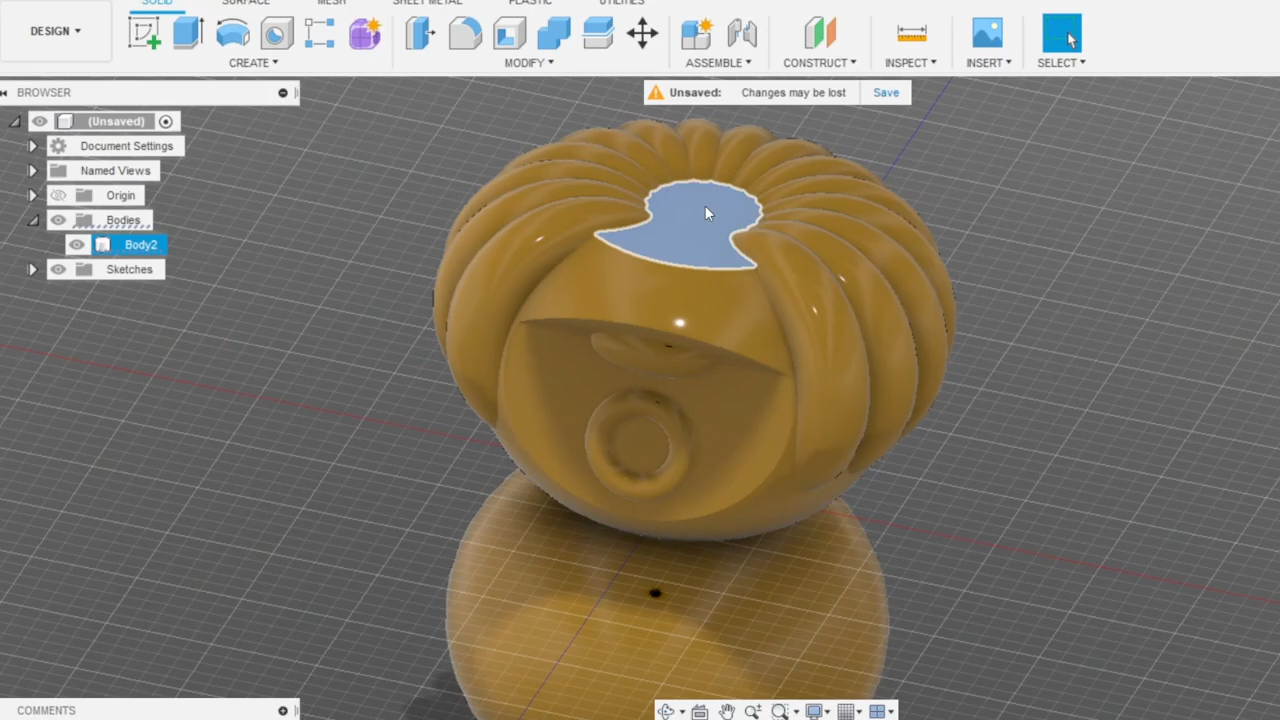 SOLID SURFACE MESH SHEET METAL PLASTIC UTILITIES
DESIGN
CREATE MODIFY ASSEMBLE CONSTRUCT INSPECT INSERT SELECT
BROWSER
Unsaved: Changes may be lost Save
(Unsaved)
Document Settings
Named Views
Origin
Bodies
Body2
Sketches
COMMENTS